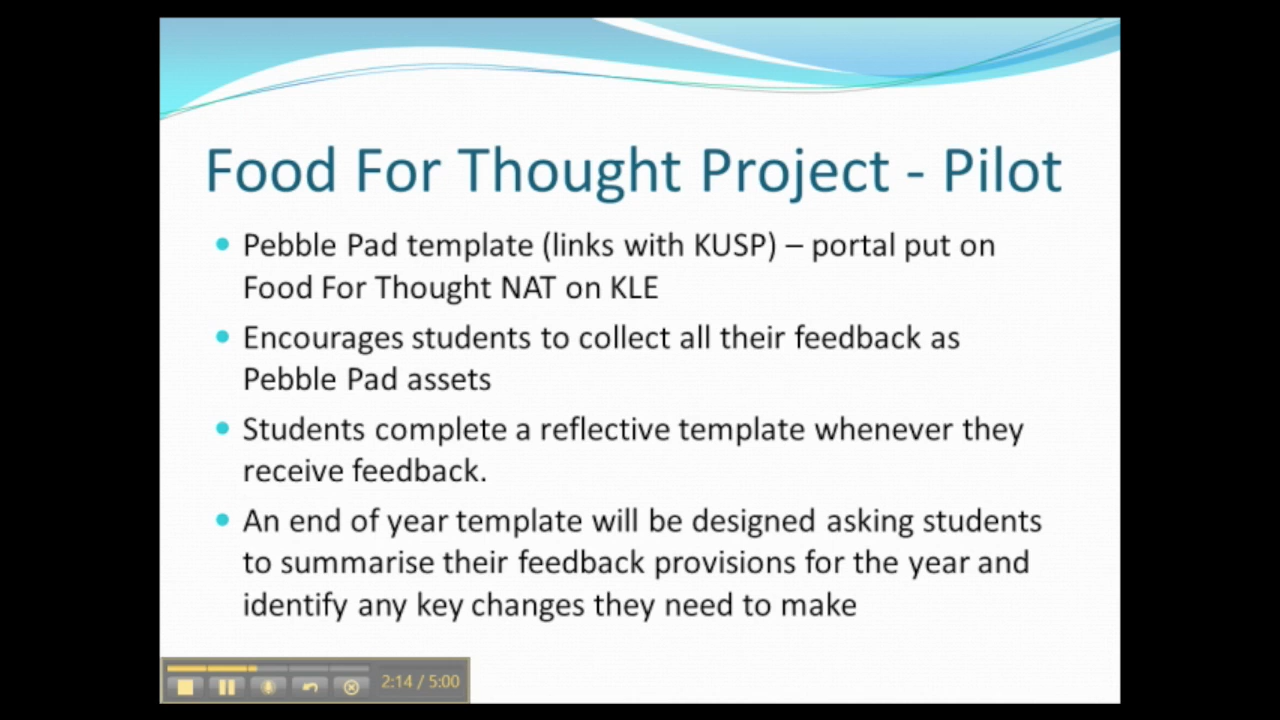 Food For Thought Project - Pilot
Pebble Pad template (links with KUSP) – portal put on
Food For Thought NAT on KLE
Encourages students to collect all their feedback as
Pebble Pad assets
Students complete a reflective template whenever they
receive feedback.
An end of year template will be designed asking students
to summarise their feedback provisions for the year and
identify any key changes they need to make
2:14 / 5:00